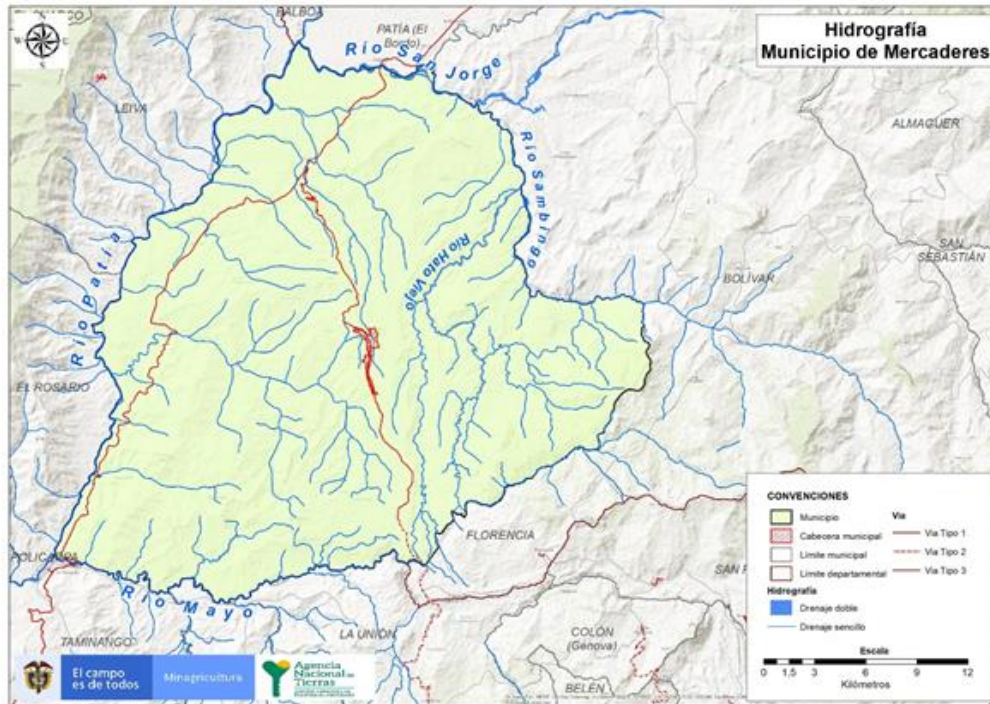 Hidrografía
Municipio de Mercaderes
BALBOA
PATÍA (El
Bordo)
Río San Jorge
LEIVA
ALMAGUER
Río Sambingo
SAN
SEBASTIÁN
Río Hato Viejo
BOLÍVAR
Río Patía
EL ROSARIO
FLORENCIA
POLICARPA
Río Mayo
TAMINANGO
LA UNIÓN
COLÓN
(Genova)
BELÉN
CONVENCIONES
Municipio
Cabecera municipal
Límite municipal
Límite departamental
Hidrografía
Drenaje doble
Drenaje sencillo
Vía
Vía Tipo 1
Vía Tipo 2
Vía Tipo 3
Escala
0 1,5 3 6 9 12
Kilómetros
El campo
es de todos
Minagricultura
Agencia
Nacional de
Tierras